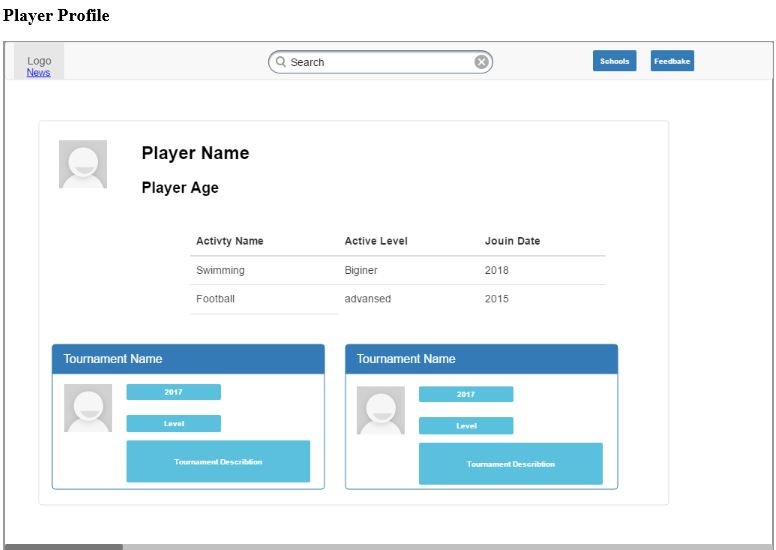 Player Profile
Logo
News
Search
Schools
Feedbake
Player Name
Player Age
Activty Name Active Level Jouin Date
Swimming Biginer 2018
Football advansed 2015
Tournament Name
2017
Level
Tournament Describtion
Tournament Name
2017
Level
Tournament Describtion